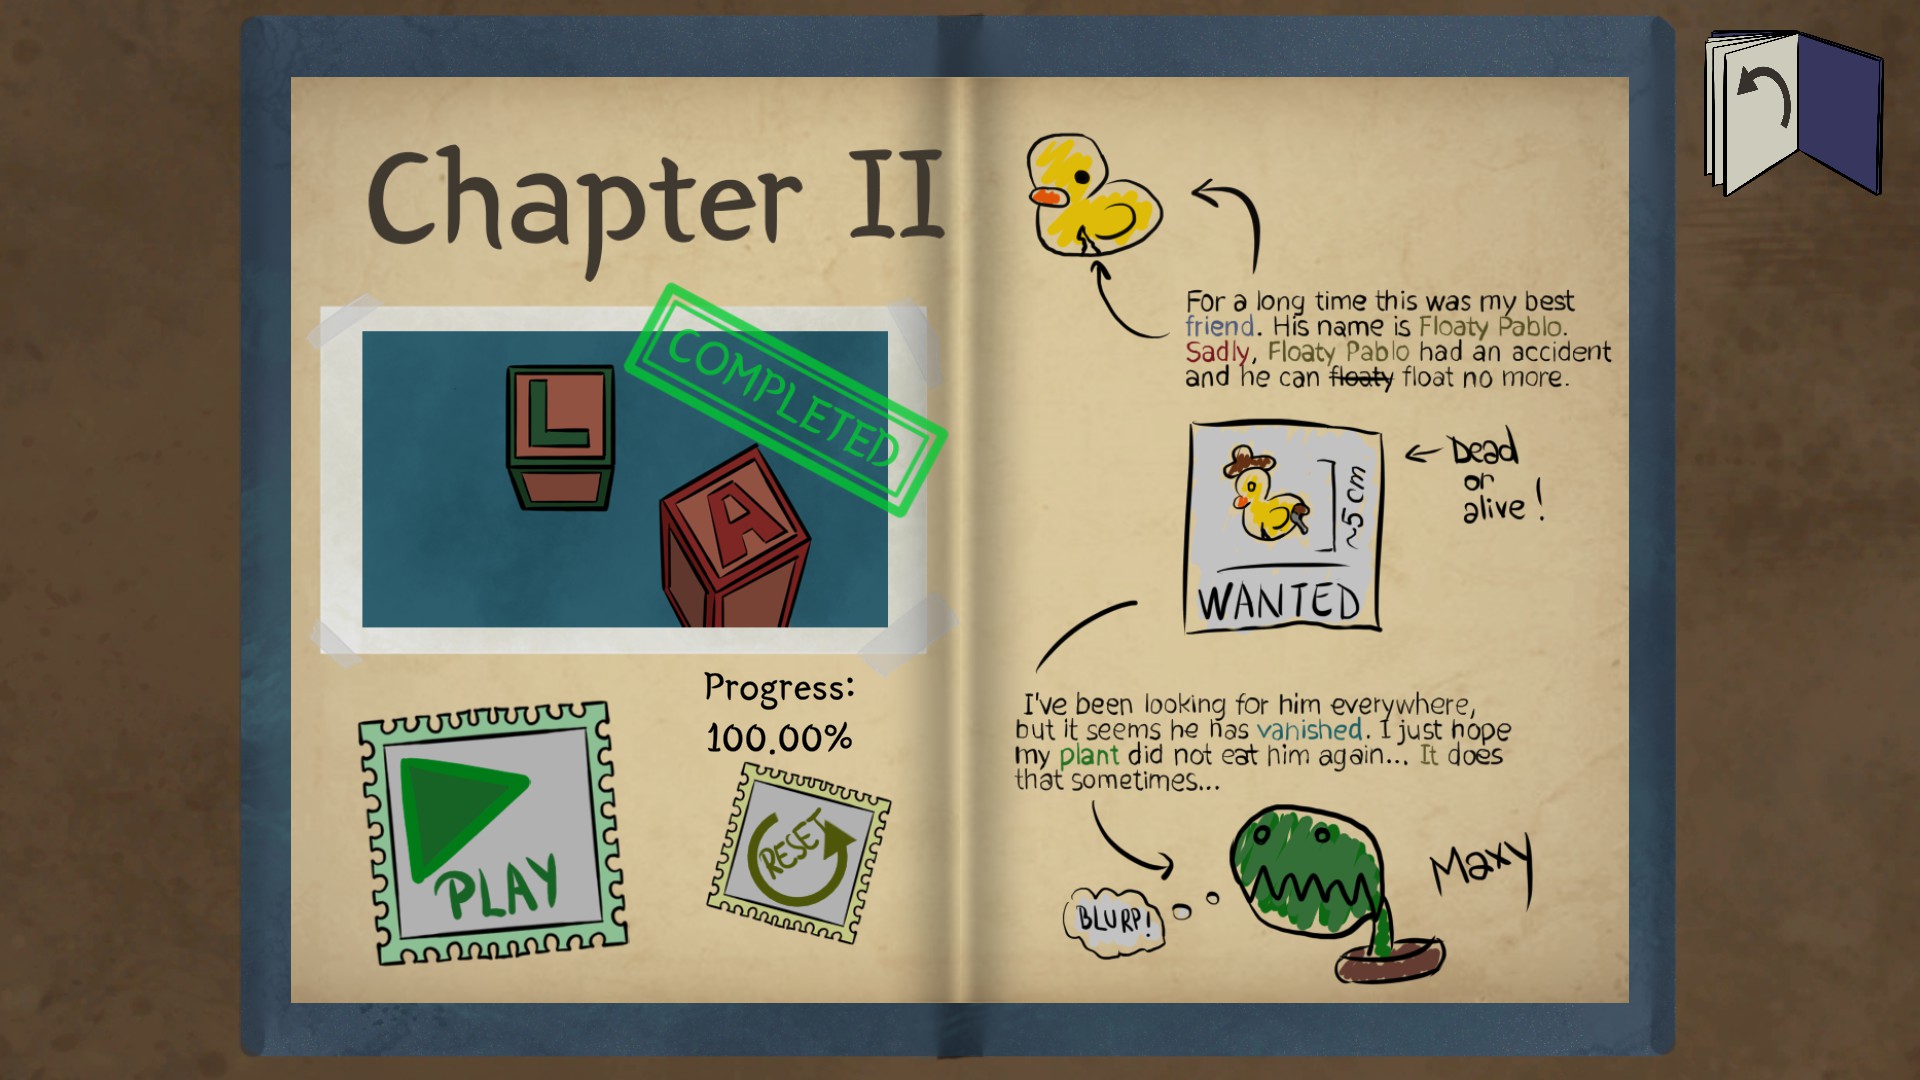 Chapter II
L
A
COMPLETED
Progress:
100.00%
PLAY
RESET
For a long time this was my best
friend. His name is Floaty Pablo.
Sadly, Floaty Pablo had an accident
and he can floaty float no more.
~5cm
WANTED
Dead
or
alive!
I've been looking for him everywhere,
but it seems he has vanished. I just hope
my plant did not eat him again... It does
that sometimes...
BLURP!
Maxy